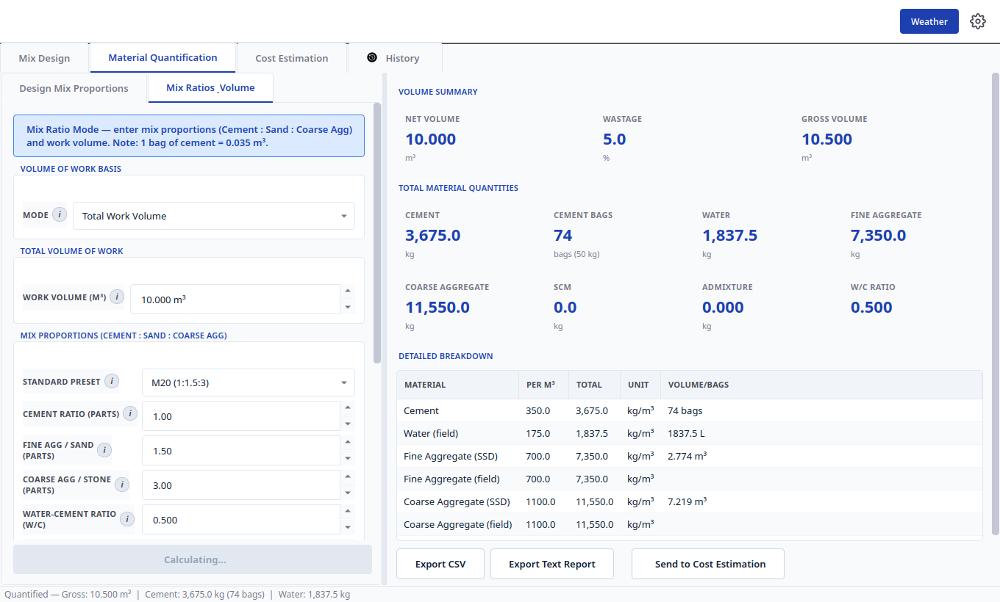 Weather
Mix Design
Material Quantification
Cost Estimation
History
Design Mix Proportions
Mix Ratios _Volume
Mix Ratio Mode — enter mix proportions (Cement : Sand : Coarse Agg)
and work volume. Note: 1 bag of cement = 0.035 m³.
VOLUME OF WORK BASIS
MODE i Total Work Volume
TOTAL VOLUME OF WORK
WORK VOLUME (M³) i 10.000 m³
MIX PROPORTIONS (CEMENT : SAND : COARSE AGG)
STANDARD PRESET i M20 (1:1.5:3)
CEMENT RATIO (PARTS) i 1.00
FINE AGG / SAND
(PARTS) i 1.50
COARSE AGG / STONE
(PARTS) i 3.00
WATER-CEMENT RATIO
(W/C) i 0.500
Calculating...
VOLUME SUMMARY
NET VOLUME WASTAGE GROSS VOLUME
10.000 5.0 10.500
m³ % m³
TOTAL MATERIAL QUANTITIES
CEMENT CEMENT BAGS WATER FINE AGGREGATE
3,675.0 74 1,837.5 7,350.0
kg bags (50 kg) kg kg
COARSE AGGREGATE SCM ADMIXTURE W/C RATIO
11,550.0 0.0 0.000 0.500
kg kg kg
DETAILED BREAKDOWN
MATERIAL PER M³ TOTAL UNIT VOLUME/BAGS
Cement 350.0 3,675.0 kg/m³ 74 bags
Water (field) 175.0 1,837.5 kg/m³ 1837.5 L
Fine Aggregate (SSD) 700.0 7,350.0 kg/m³ 2.774 m³
Fine Aggregate (field) 700.0 7,350.0 kg/m³
Coarse Aggregate (SSD) 1100.0 11,550.0 kg/m³ 7.219 m³
Coarse Aggregate (field) 1100.0 11,550.0 kg/m³
Export CSV Export Text Report Send to Cost Estimation
Quantified — Gross: 10.500 m³ | Cement: 3,675.0 kg (74 bags) | Water: 1,837.5 kg